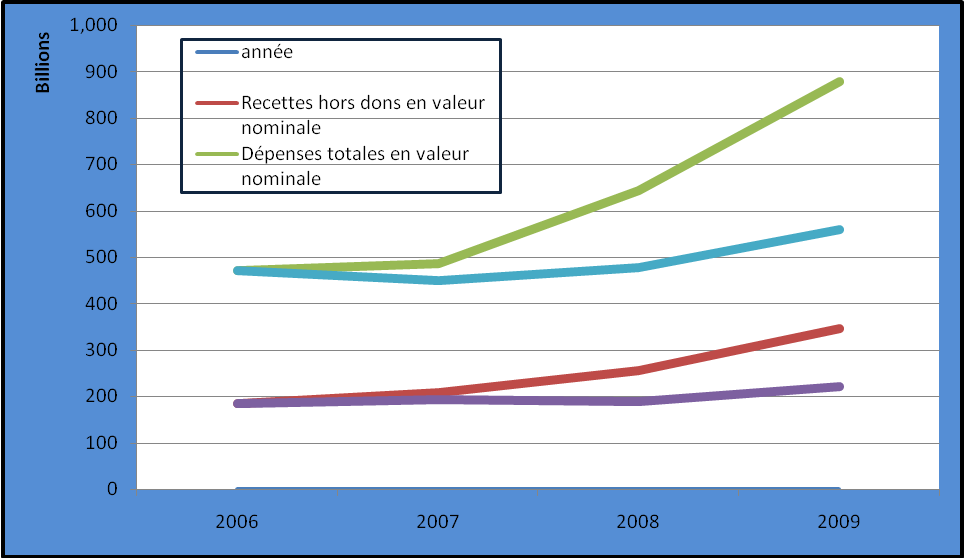 Billions
1,000
900
800
700
600
500
400
300
200
100
0
année
Recettes hors dons en valeur
nominale
Dépenses totales en valeur
nominale
2006 2007 2008 2009